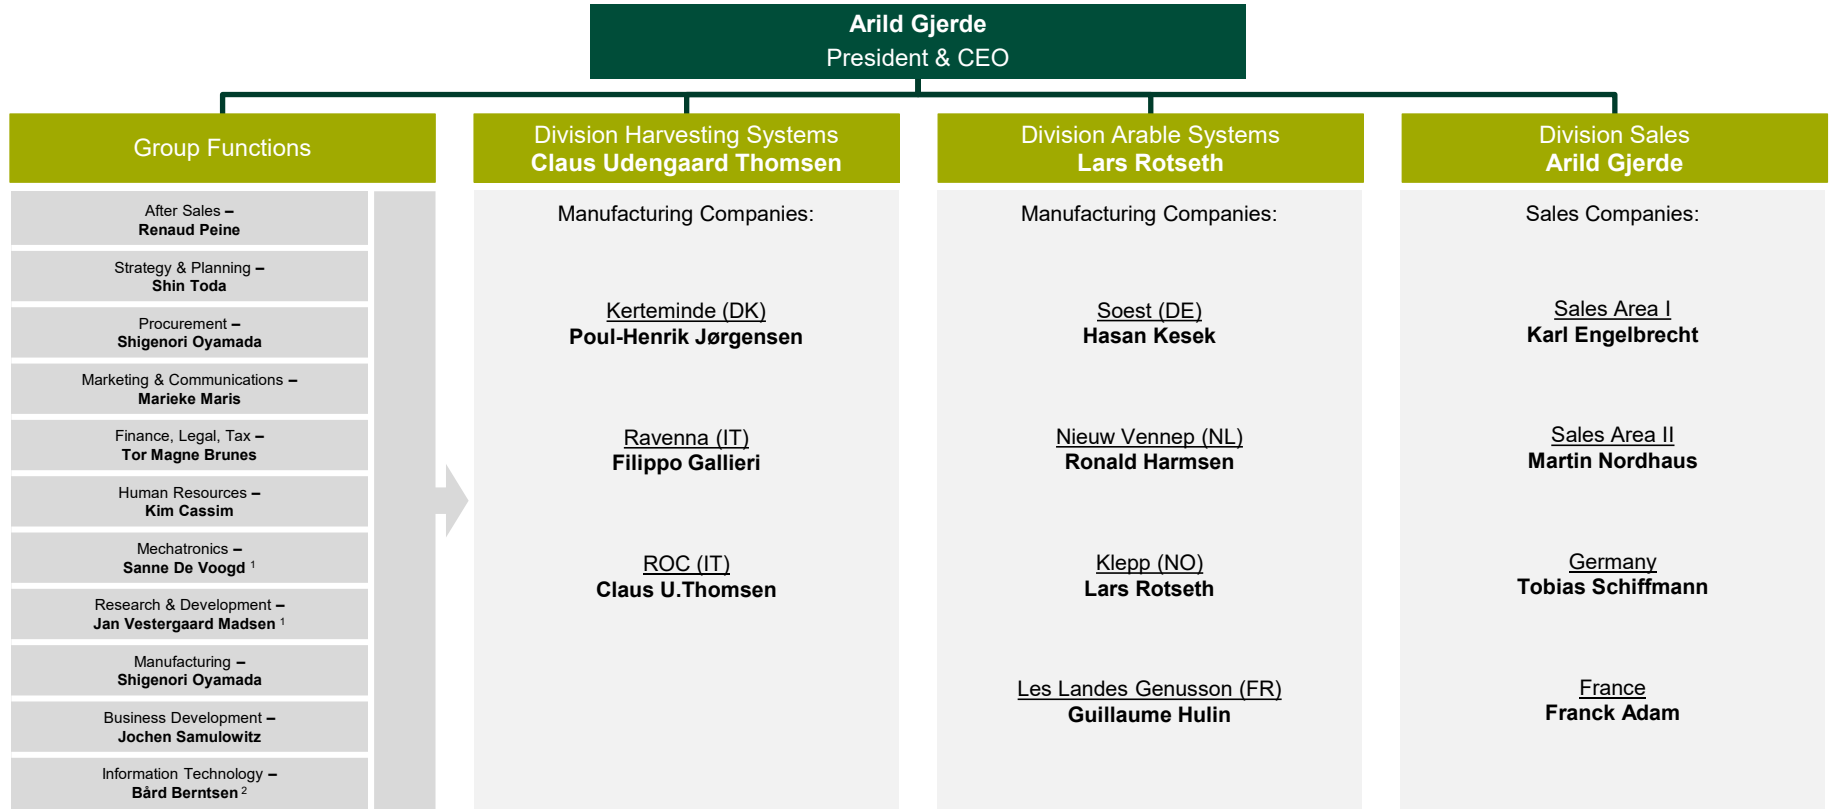 Arild Gjerde
President & CEO
Group Functions
After Sales –
Renaud Peine
Strategy & Planning –
Shin Toda
Procurement –
Shigenori Oyamada
Marketing & Communications –
Marieke Maris
Finance, Legal, Tax –
Tor Magne Brunes
Human Resources –
Kim Cassim
Mechatronics –
Sanne De Voogd ¹
Research & Development –
Jan Vestergaard Madsen ¹
Manufacturing –
Shigenori Oyamada
Business Development –
Jochen Samulowitz
Information Technology –
Bård Berntsen ²
Division Harvesting Systems
Claus Udengaard Thomsen
Manufacturing Companies:
Kerteminde (DK)
Poul-Henrik Jørgensen
Ravenna (IT)
Filippo Gallieri
ROC (IT)
Claus U.Thomsen
Division Arable Systems
Lars Rotseth
Manufacturing Companies:
Soest (DE)
Hasan Kesek
Nieuw Vennep (NL)
Ronald Harmsen
Klepp (NO)
Lars Rotseth
Les Landes Genusson (FR)
Guillaume Hulin
Division Sales
Arild Gjerde
Sales Companies:
Sales Area I
Karl Engelbrecht
Sales Area II
Martin Nordhaus
Germany
Tobias Schiffmann
France
Franck Adam